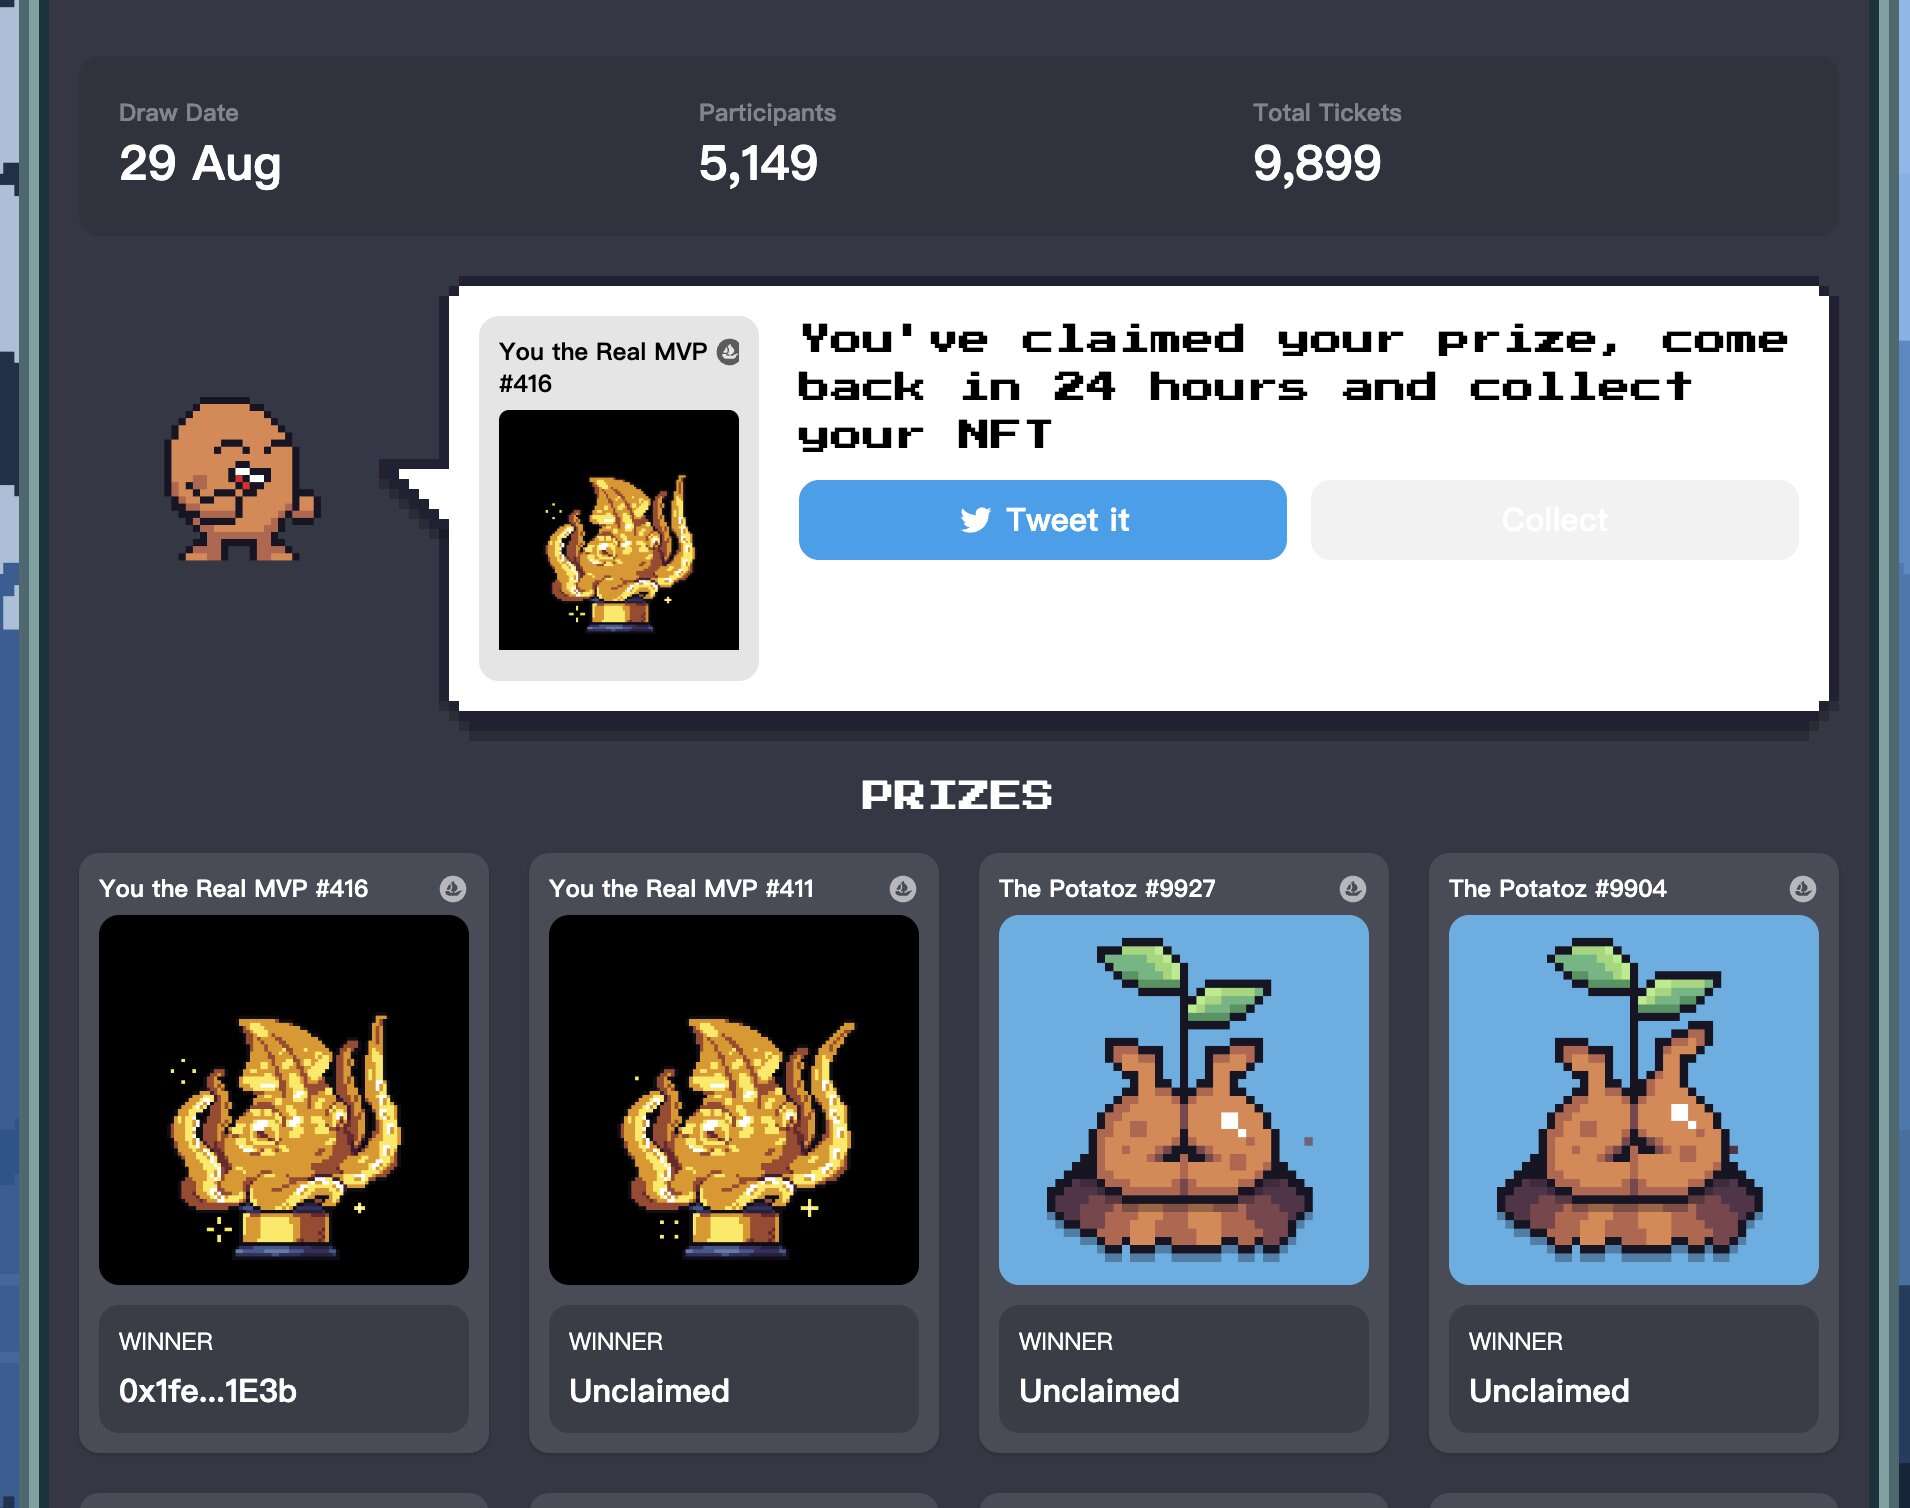 Draw Date
Participants
Total Tickets
29 Aug
5,149
9,899
You the Real MVP
#416
You've claimed your prize, come
back in 24 hours and collect
your NFT
Tweet it
Collect
PRIZES
You the Real MVP #416
You the Real MVP #411
The Potatoz #9927
The Potatoz #9904
WINNER
WINNER
WINNER
WINNER
0x1fe...1E3b
Unclaimed
Unclaimed
Unclaimed